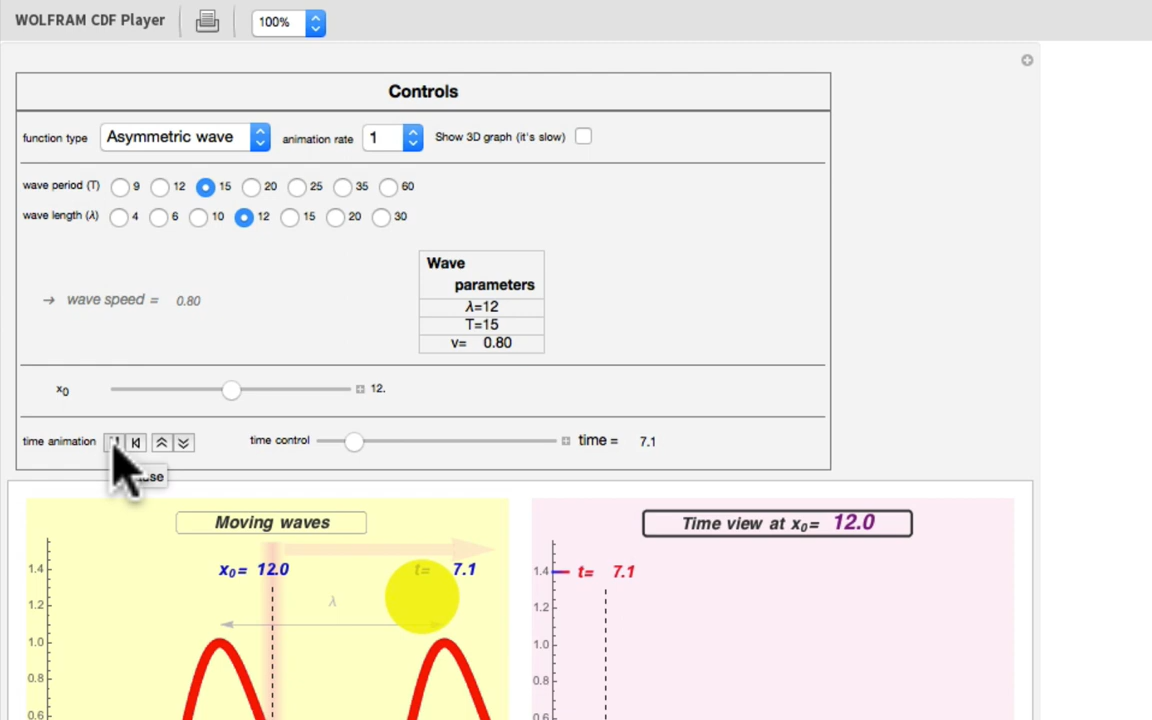 WOLFRAM CDF Player 100%
Controls
function type Asymmetric wave animation rate 1 Show 3D graph (it's slow)
wave period (T) 9 12 15 20 25 35 60
wave length (λ) 4 6 10 12 15 20 30
Wave
parameters
→ wave speed = 0.80
λ=12
T=15
v= 0.80
x0 12.
time animation time control time = 7.1
Moving waves
Time view at x0= 12.0
x0= 12.0 t= 7.1
1.4 1.4 t= 7.1
λ
1.2 1.2
1.0 1.0
0.8 0.8
0.6 0.6